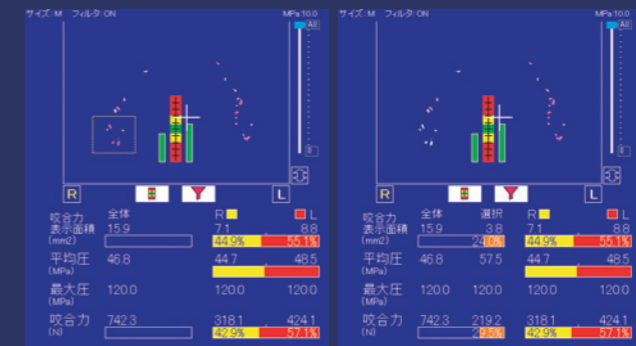 サイズ:M フィルタ:ON MPa:10.0
All
0
R L
咬合力 全体 R L
表示面積 15.9 7.1 8.8
(mm2) 44.9% 55.1%
平均圧 46.8 44.7 48.5
(MPa)
最大圧 120.0 120.0 120.0
(MPa)
咬合力 742.3 318.1 424.1
(N) 42.9% 57.1%
サイズ:M フィルタ:ON MPa:10.0
All
0
R L
咬合力 全体 選択 R L
表示面積 15.9 3.8 7.1 8.8
(mm2) 24.0% 44.9% 55.1%
平均圧 46.8 57.5 44.7 48.5
(MPa)
最大圧 120.0 120.0 120.0 120.0
(MPa)
咬合力 742.3 219.2 318.1 424.1
(N) 29.5% 42.9% 57.1%